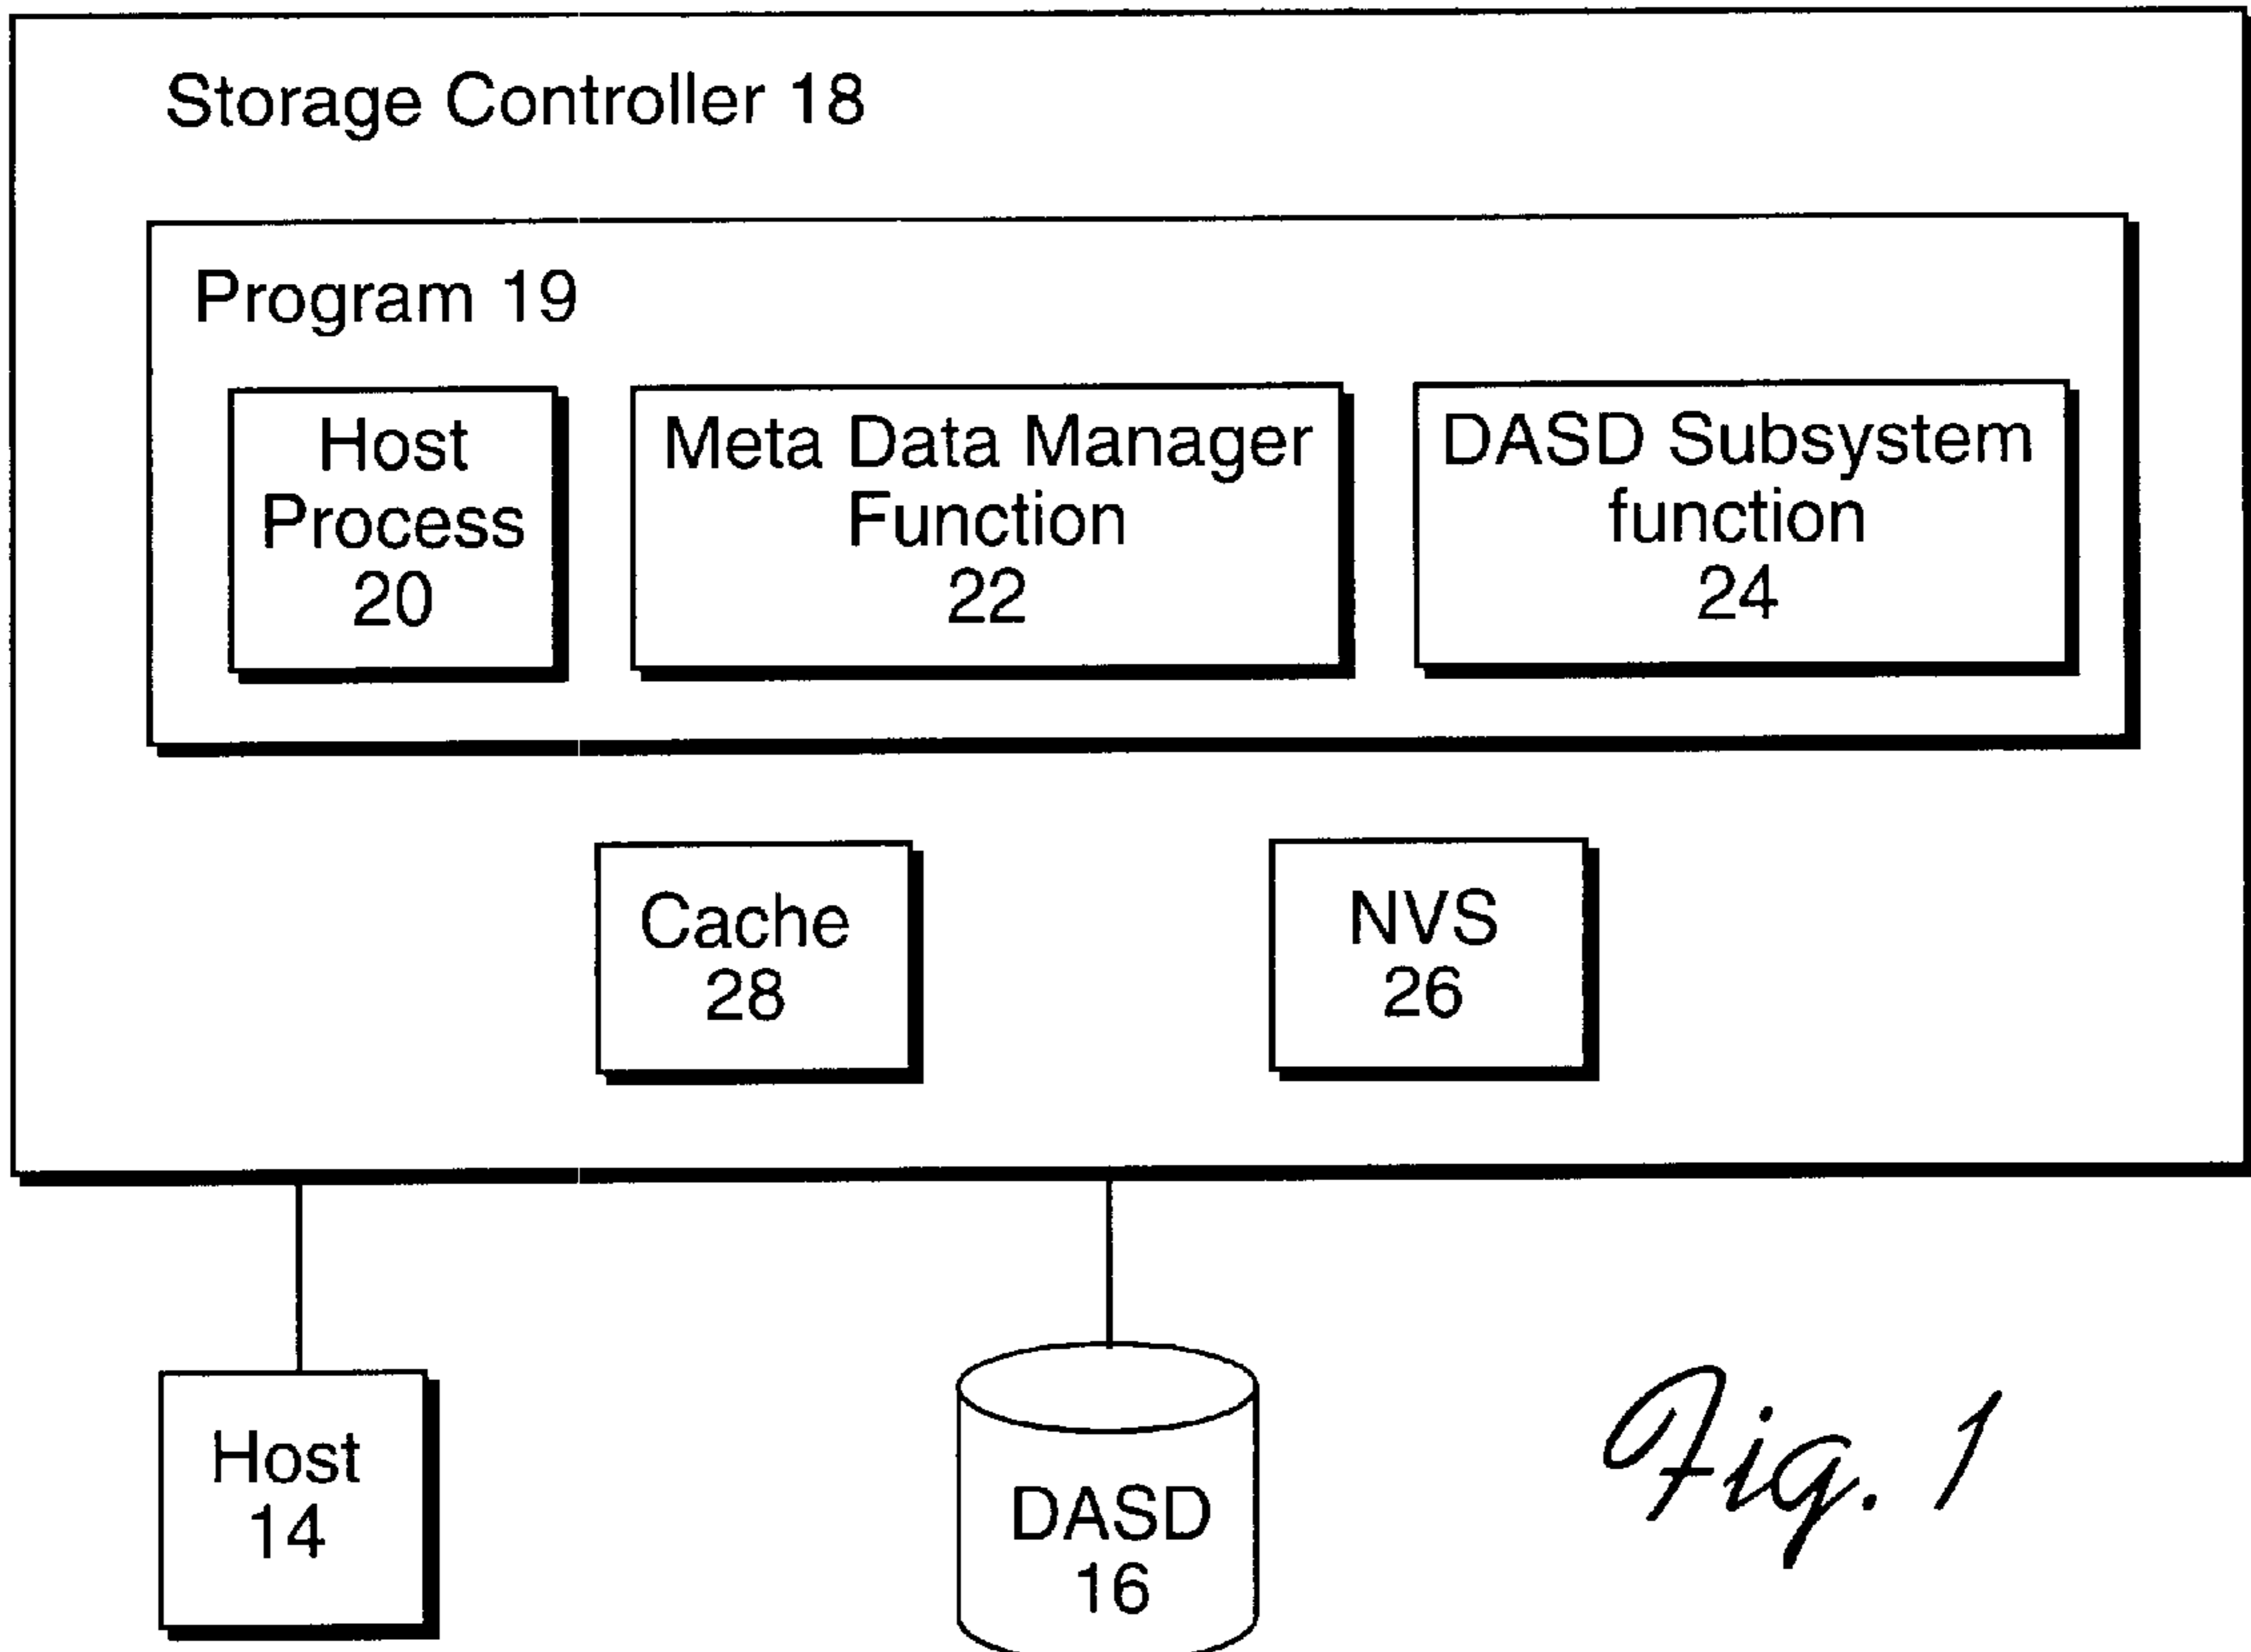 Storage Controller 18
Program 19
Host
Process
20
Meta Data Manager
Function
22
DASD Subsystem
function
24
Cache
28
NVS
26
Host
14
DASD
16
Fig. 1